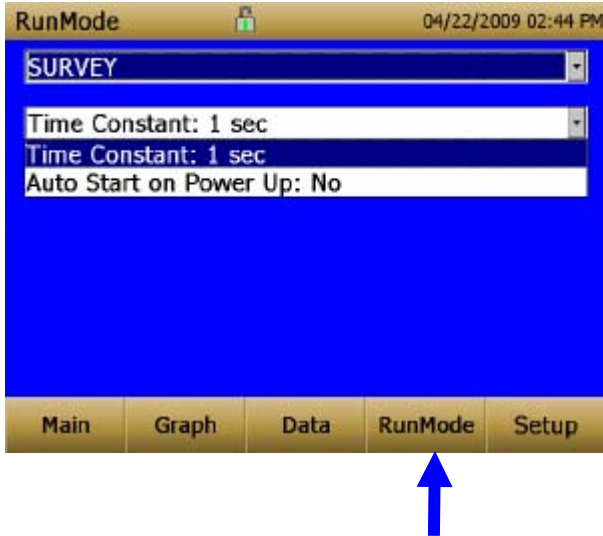 RunMode 04/22/2009 02:44 PM
SURVEY
Time Constant: 1 sec
Time Constant: 1 sec
Auto Start on Power Up: No
Main Graph Data RunMode Setup